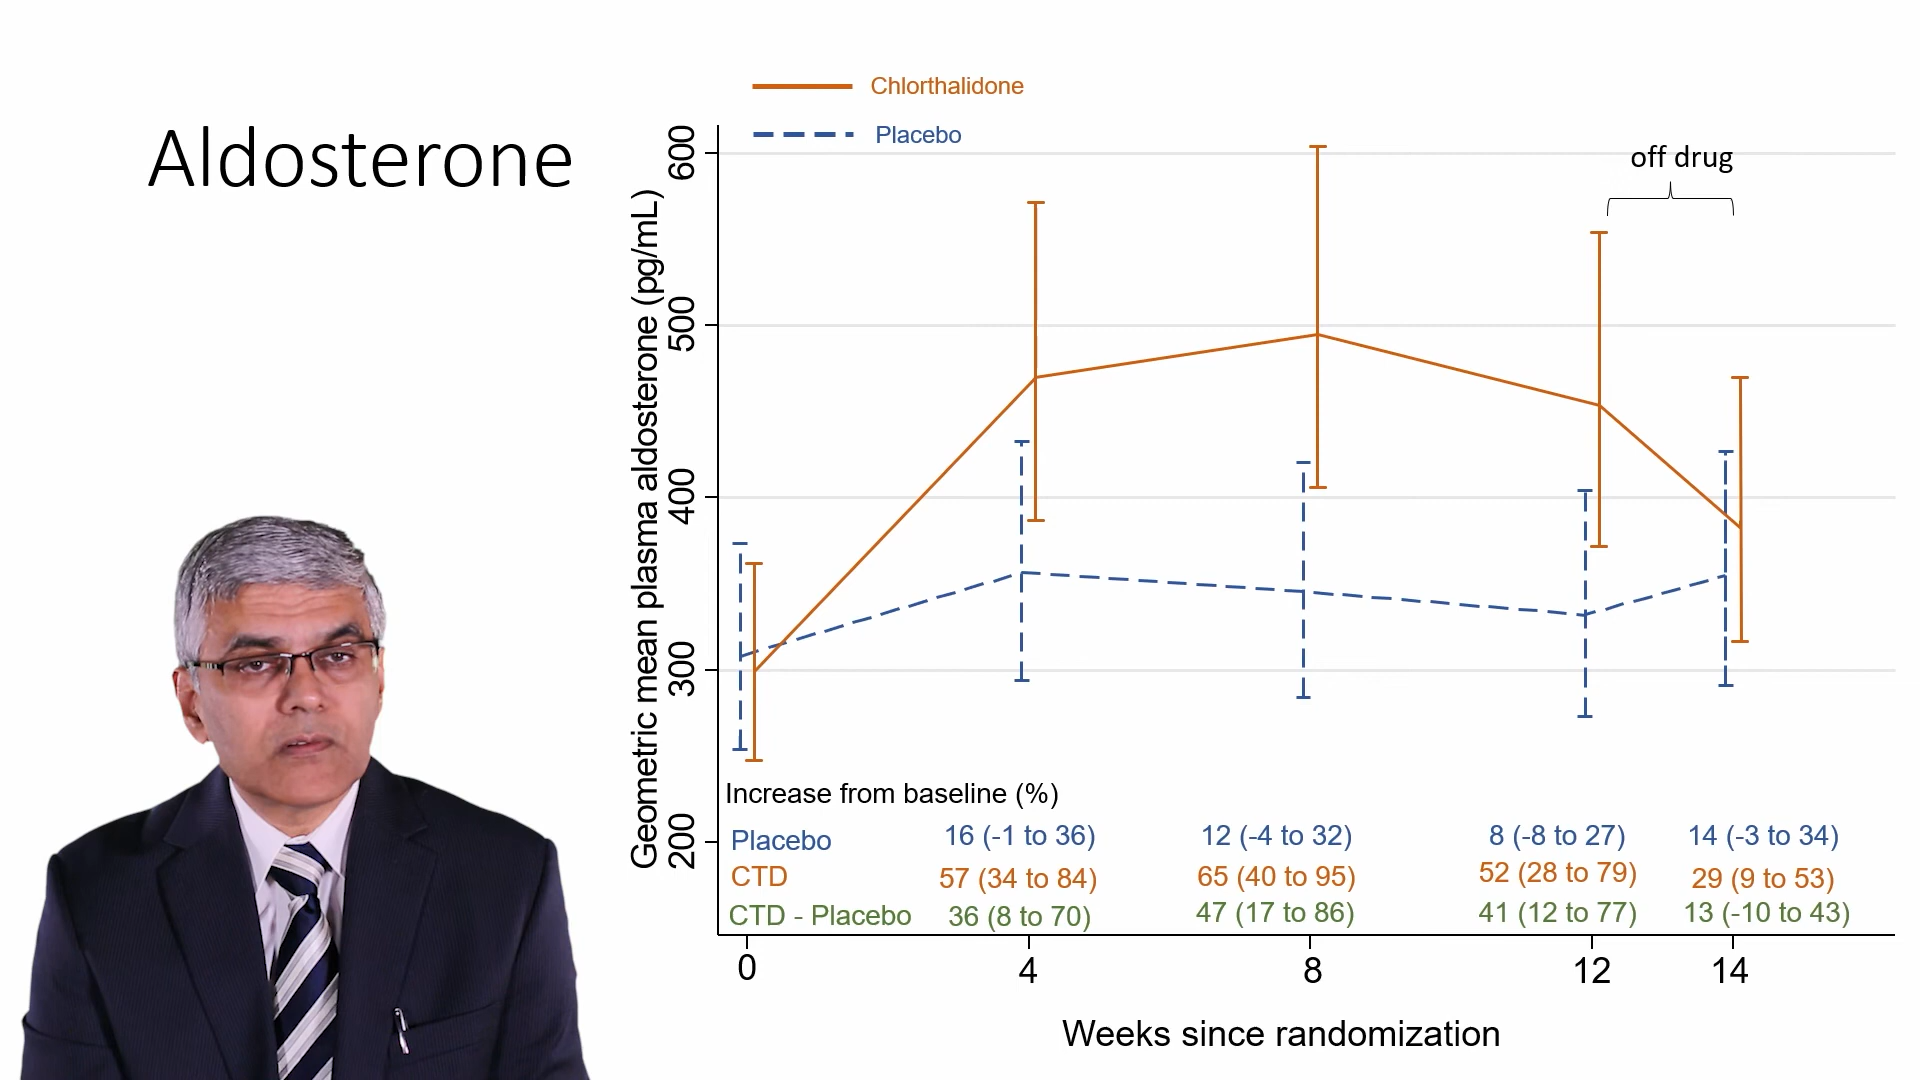 Aldosterone
Chlorthalidone
Placebo
off drug
Geometric mean plasma aldosterone (pg/mL)
600
500
400
300
200
Increase from baseline (%)
Placebo 16 (-1 to 36) 12 (-4 to 32) 8 (-8 to 27) 14 (-3 to 34)
CTD 57 (34 to 84) 65 (40 to 95) 52 (28 to 79) 29 (9 to 53)
CTD - Placebo 36 (8 to 70) 47 (17 to 86) 41 (12 to 77) 13 (-10 to 43)
0 4 8 12 14
Weeks since randomization